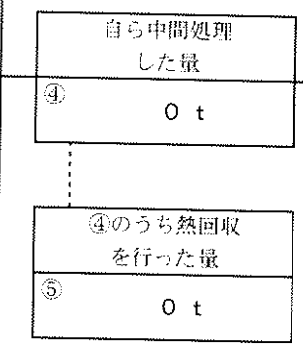 自ら中間処理
した量
④
0 t
④のうち熱回収
を行った量
⑤
0 t